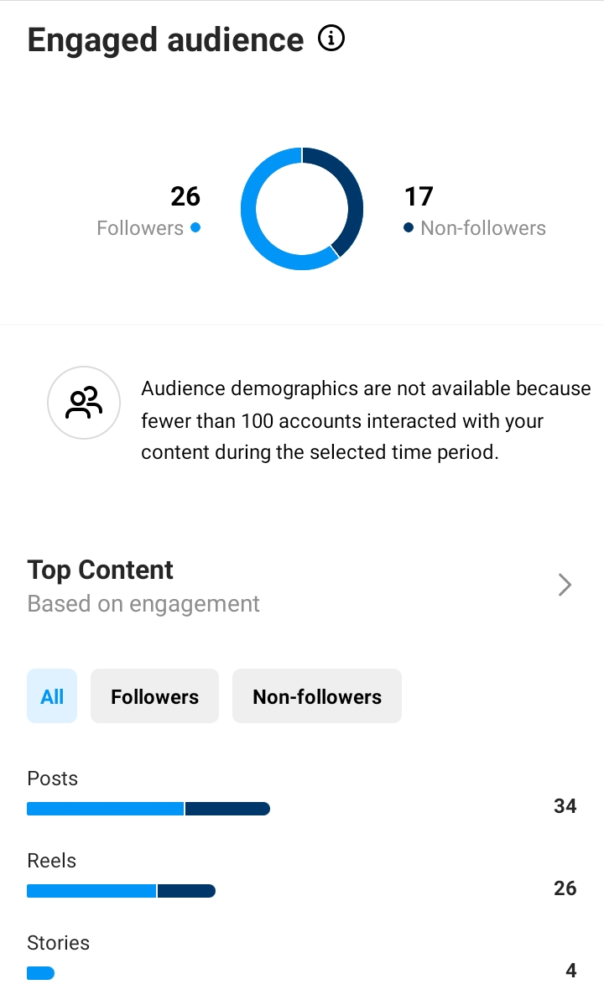 Engaged audience
26
Followers
17
Non-followers
Audience demographics are not available because
fewer than 100 accounts interacted with your
content during the selected time period.
Top Content
Based on engagement
All
Followers
Non-followers
Posts
34
Reels
26
Stories
4